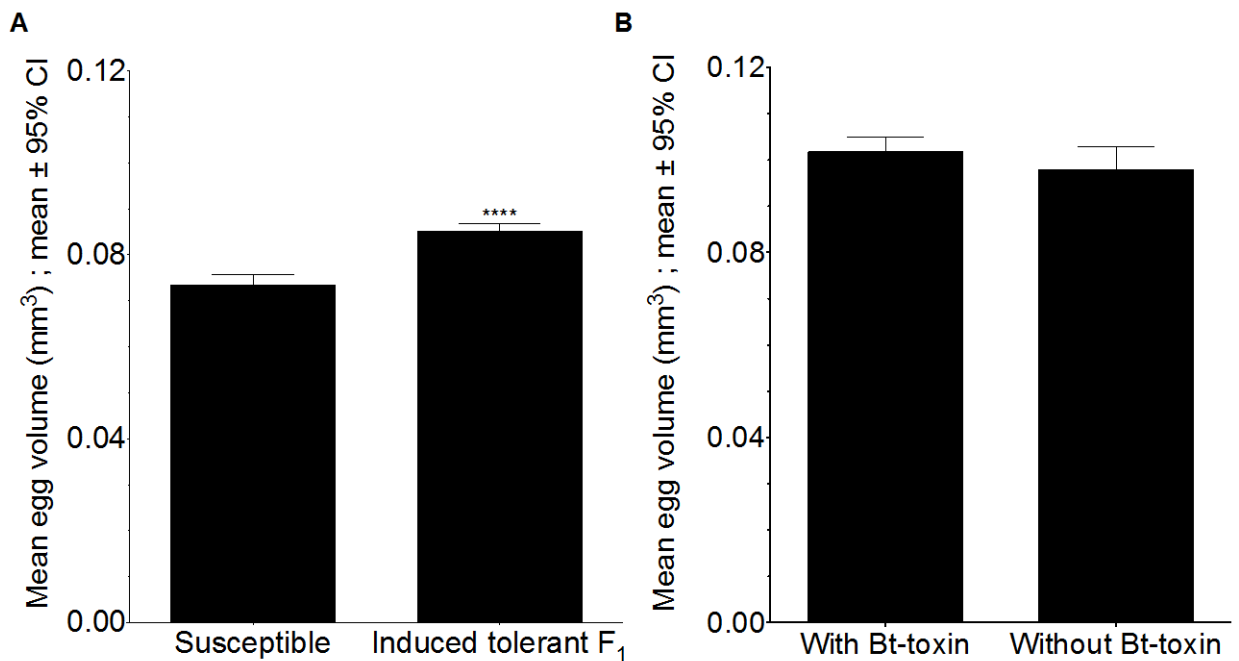 A
Mean egg volume (mm³) ; mean ± 95% CI
0.12
0.08
0.04
0.00
****
Susceptible
Induced tolerant F₁
B
Mean egg volume (mm³) ; mean ± 95% CI
0.12
0.08
0.04
0.00
With Bt-toxin
Without Bt-toxin